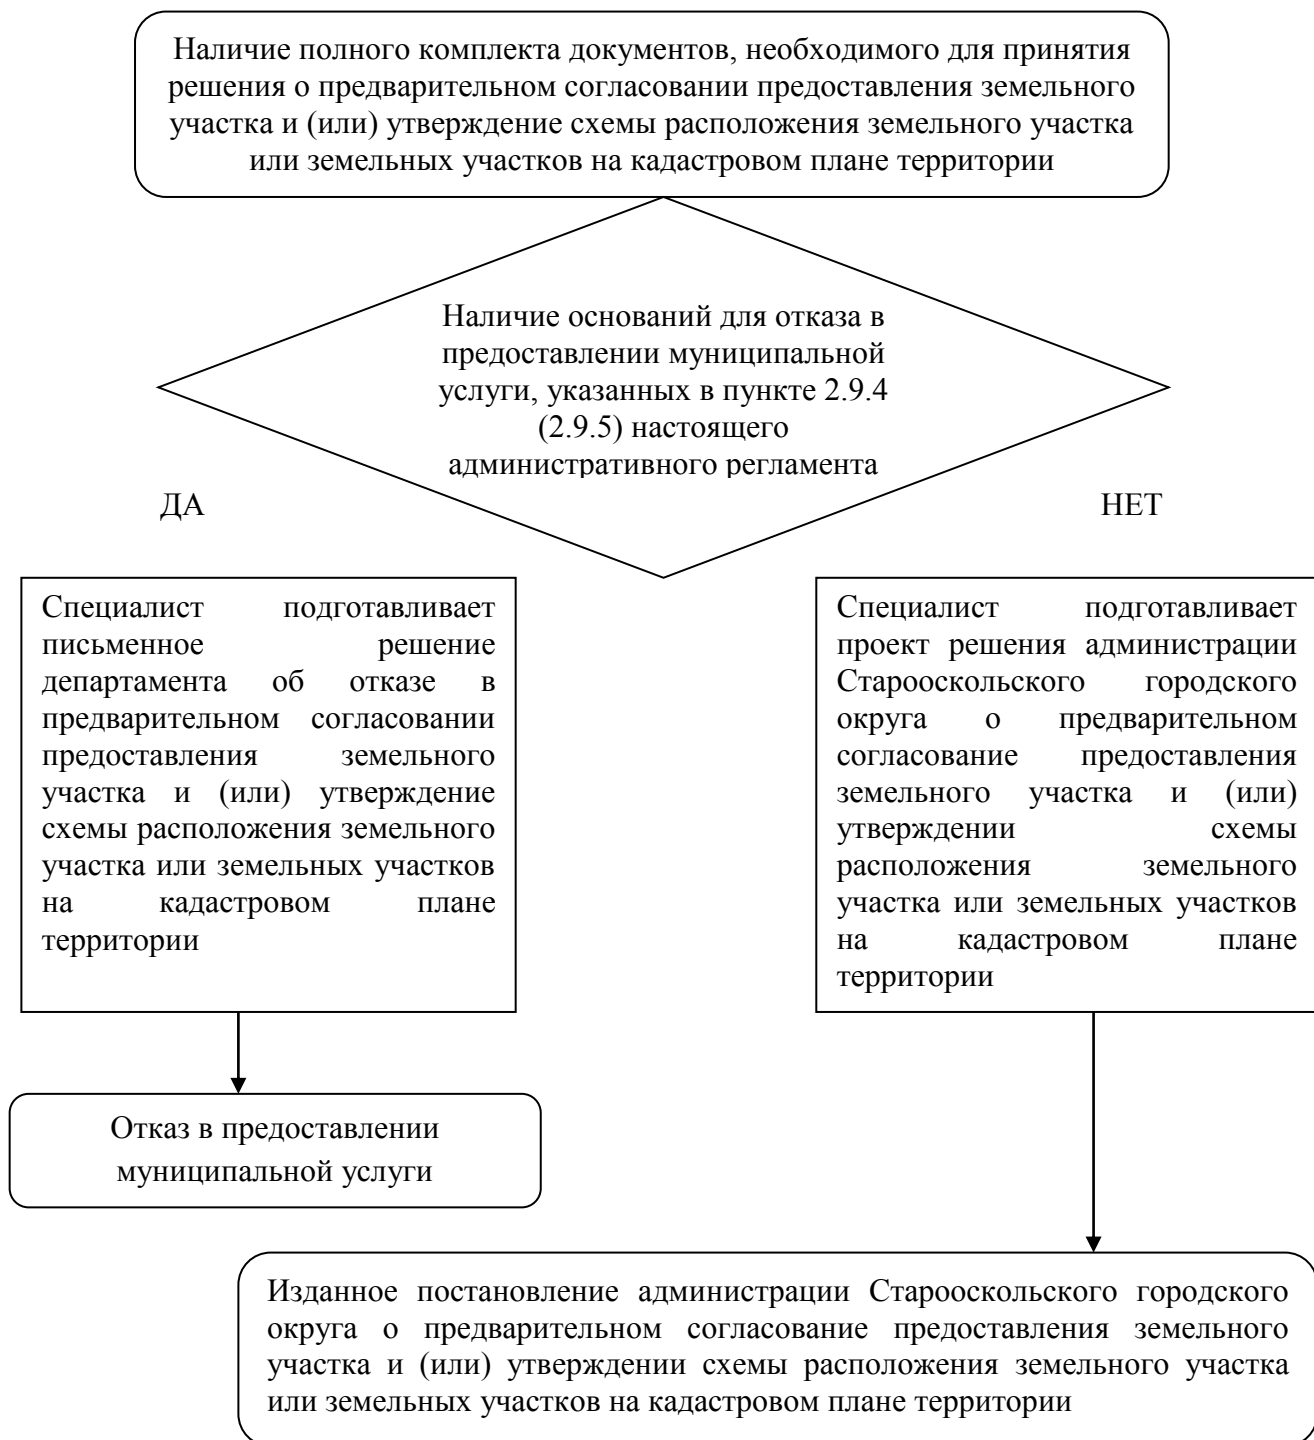 Наличие полного комплекта документов, необходимого для принятия
решения о предварительном согласовании предоставления земельного
участка и (или) утверждение схемы расположения земельного участка
или земельных участков на кадастровом плане территории
Наличие оснований для отказа в
предоставлении муниципальной
услуги, указанных в пункте 2.9.4
(2.9.5) настоящего
административного регламента
ДА
НЕТ
Специалист подготавливает
письменное решение
департамента об отказе в
предварительном согласовании
предоставления земельного
участка и (или) утверждение
схемы расположения земельного
участка или земельных участков
на кадастровом плане
территории
Специалист подготавливает
проект решения администрации
Старооскольского городского
округа о предварительном
согласование предоставления
земельного участка и (или)
утверждении схемы
расположения земельного
участка или земельных участков
на кадастровом плане
территории
Отказ в предоставлении
муниципальной услуги
Изданное постановление администрации Старооскольского городского
округа о предварительном согласование предоставления земельного
участка и (или) утверждении схемы расположения земельного участка
или земельных участков на кадастровом плане территории